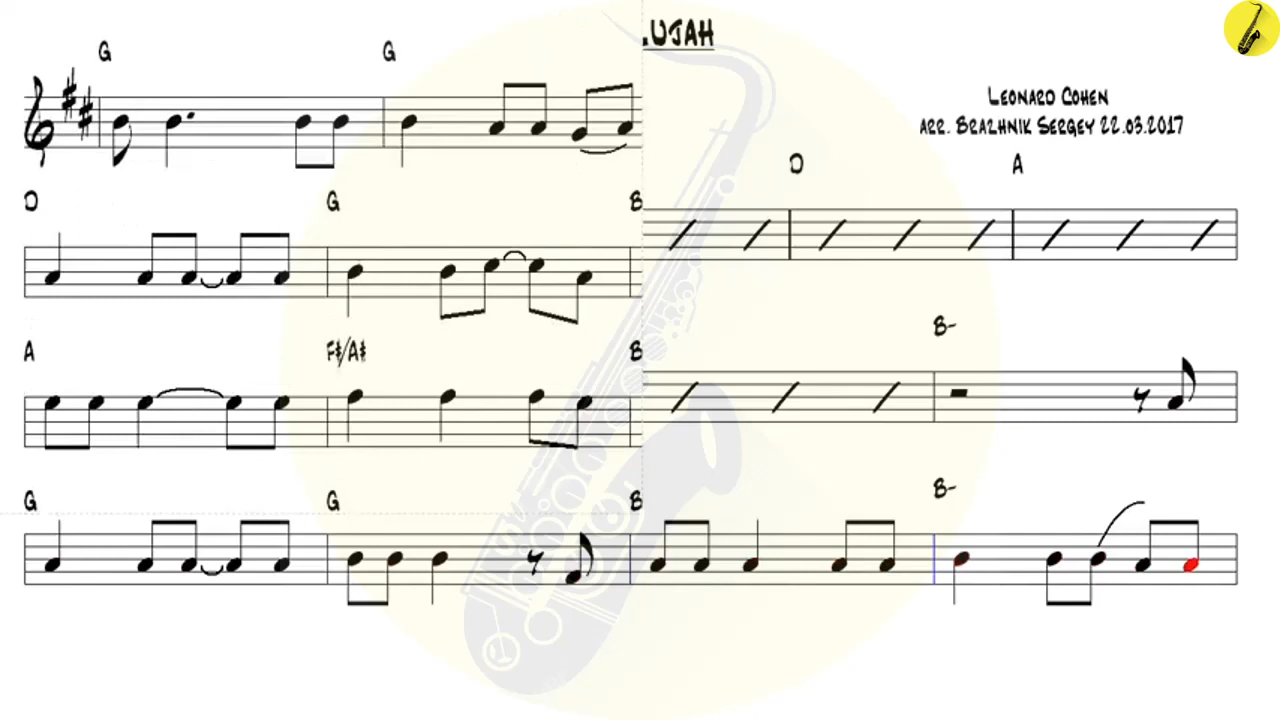 .UJAH
G G
LEONARD COHEN
ARR. BRAZHNIK SERGEY 22.03.2017
D A
D G B
B-
A F#/A# B
G G B B-